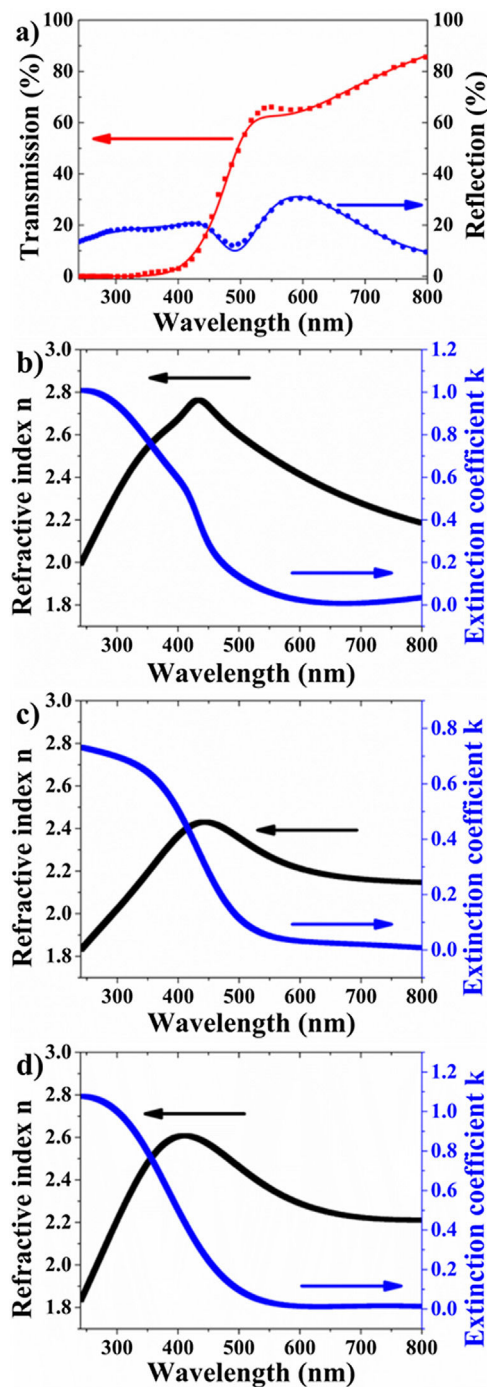 a)
100
80
60
40
20
0
Transmission (%)
100
80
60
40
20
0
Reflection (%)
300 400 500 600 700 800
Wavelength (nm)
b)
3.0
2.8
2.6
2.4
2.2
2.0
1.8
Refractive index n
1.2
1.0
0.8
0.6
0.4
0.2
0.0
Extinction coefficient k
300 400 500 600 700 800
Wavelength (nm)
c)
3.0
2.8
2.6
2.4
2.2
2.0
1.8
Refractive index n
0.8
0.6
0.4
0.2
0.0
Extinction coefficient k
300 400 500 600 700 800
Wavelength (nm)
d)
3.0
2.8
2.6
2.4
2.2
2.0
1.8
Refractive index n
1.2
1.0
0.8
0.6
0.4
0.2
0.0
Extinction coefficient k
300 400 500 600 700 800
Wavelength (nm)